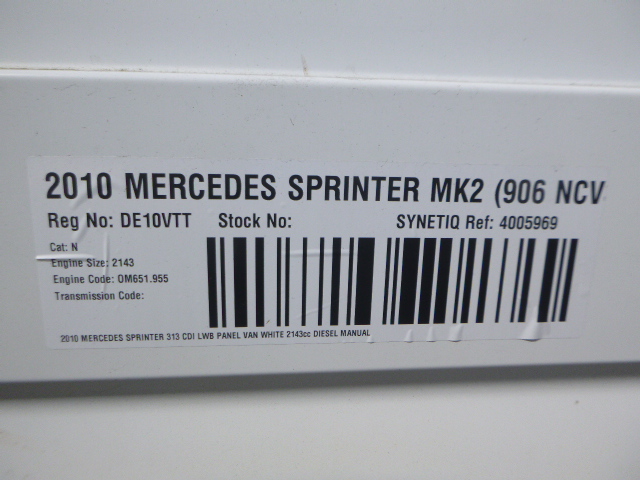 2010 MERCEDES SPRINTER MK2 (906 NCV
Reg No: DE10VTT Stock No: SYNETIQ Ref: 4005969
Cat: N
Engine Size: 2143
Engine Code: OM651.955
Transmission Code:
2010 MERCEDES SPRINTER 313 CDI LWB PANEL VAN WHITE 2143cc DIESEL MANUAL